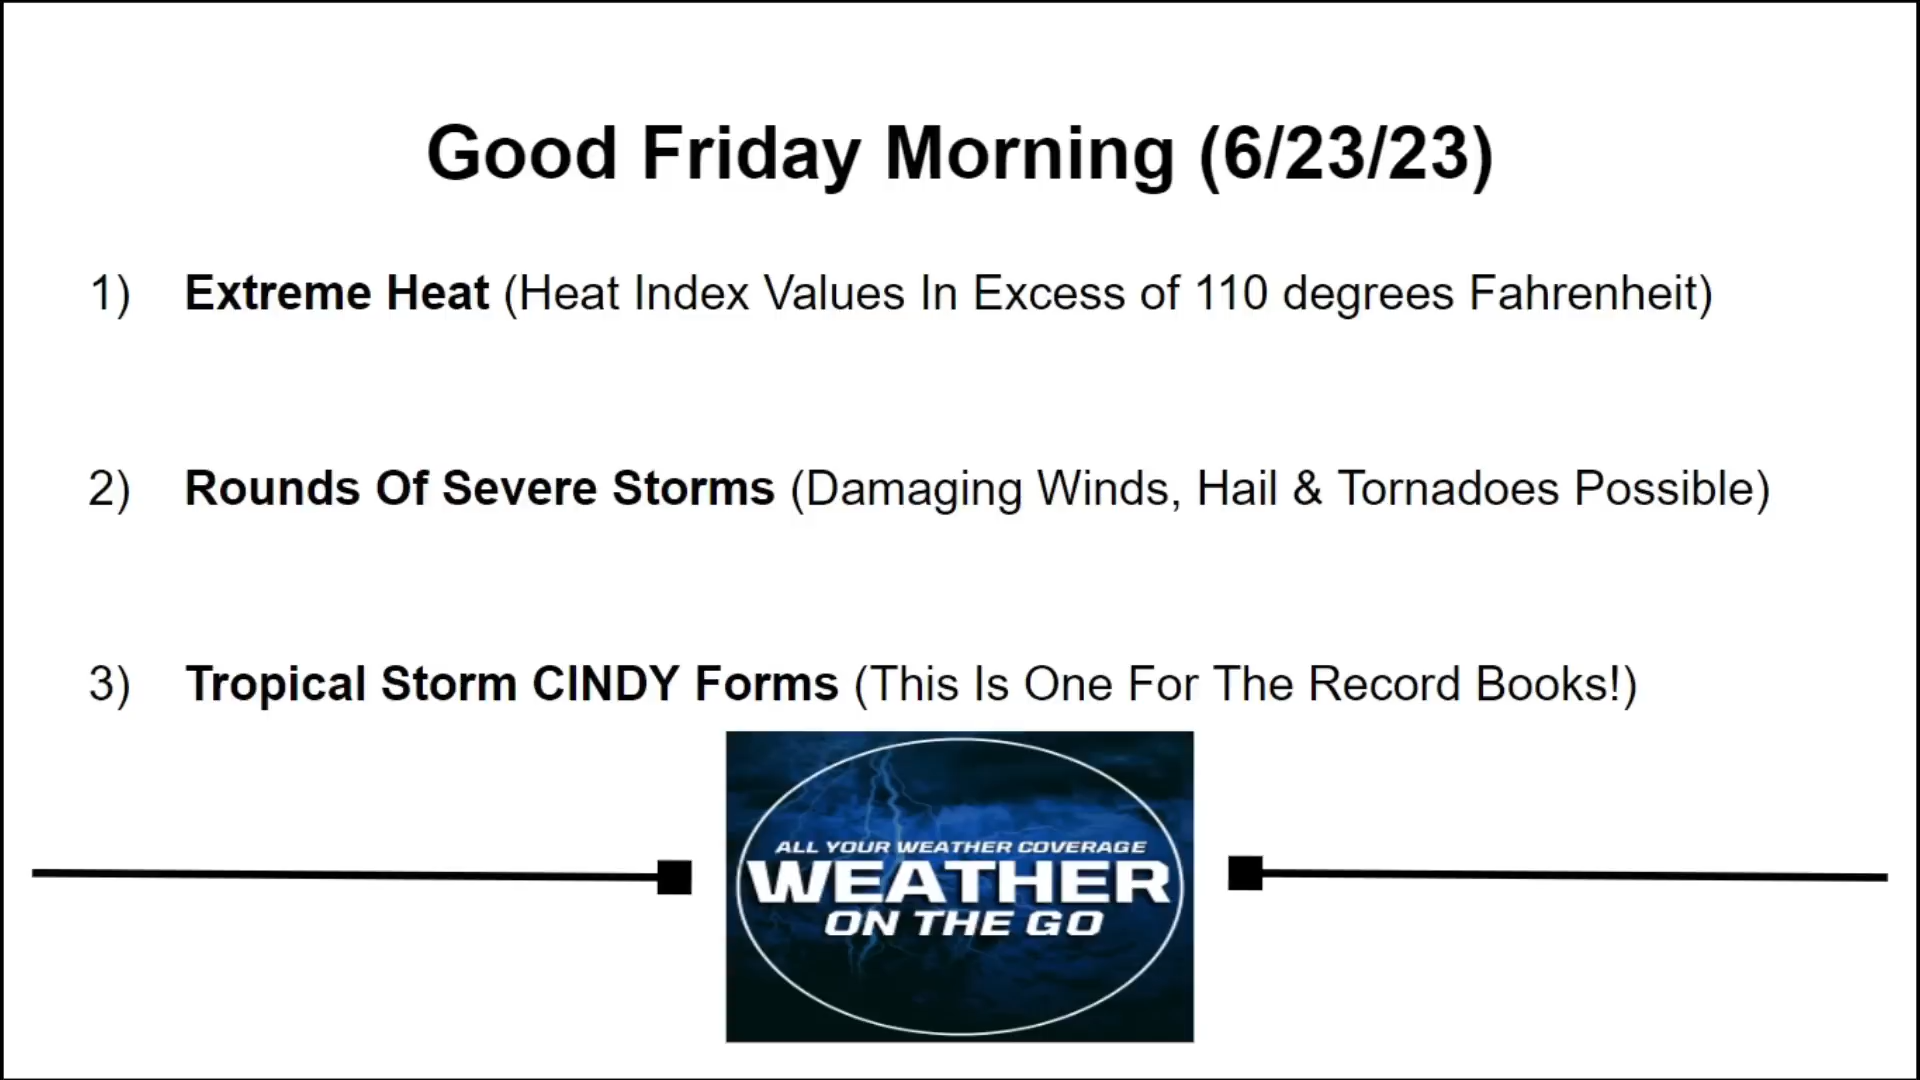 Good Friday Morning (6/23/23)
1) Extreme Heat (Heat Index Values In Excess of 110 degrees Fahrenheit)
2) Rounds Of Severe Storms (Damaging Winds, Hail & Tornadoes Possible)
3) Tropical Storm CINDY Forms (This Is One For The Record Books!)
ALL YOUR WEATHER COVERAGE
WEATHER
ON THE GO